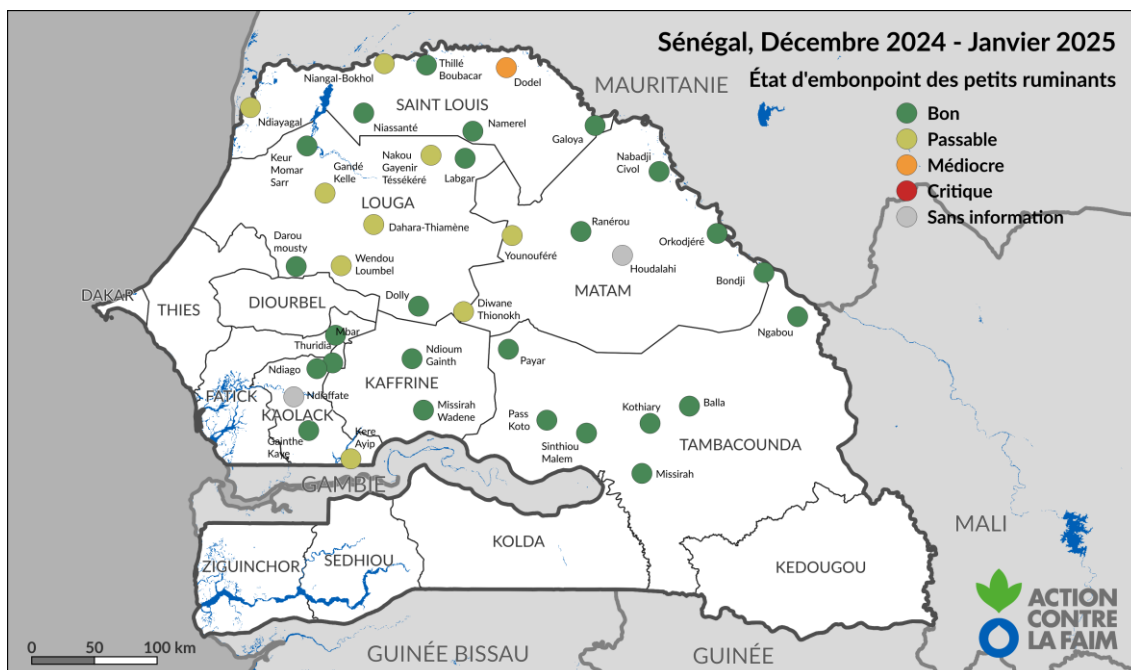 Sénégal, Décembre 2024 - Janvier 2025
État d'embonpoint des petits ruminants
Bon
Passable
Médiocre
Critique
Sans information
MAURITANIE
Niangal-Bokhol
Thillé
Boubacar
Dodel
SAINT LOUIS
Ndiayagal
Niassanté
Namerel
Galoya
Keur
Momar
Sarr
Gandé
Kelle
Nakou
Gayenir
Téssékéré
Labgar
Nabadji
Civol
LOUGA
Dahara-Thiamène
Ranérou
Younouféré
Orkodjéré
Houdalahi
Darou
mousty
Wendou
Loumbel
Bondji
MATAM
DAKAR
THIES
DIOURBEL
Dolly
Diwane
Thionokh
Ngabou
Mbar
Thuridia
Ndiago
Ndioum
Gainth
Payar
KAFFRINE
FATICK
Ndiaffate
KAOLACK
Missirah
Wadene
Pass
Koto
Kothiary
Balla
Gainthe
Kaye
Kere
Ayip
Sinthiou
Malem
TAMBACOUNDA
Missirah
GAMBIE
MALI
KOLDA
ZIGUINCHOR
SEDHIOU
KEDOUGOU
GUINÉE BISSAU
GUINÉE
0 50 100 km
ACTION
CONTRE
LA FAIM